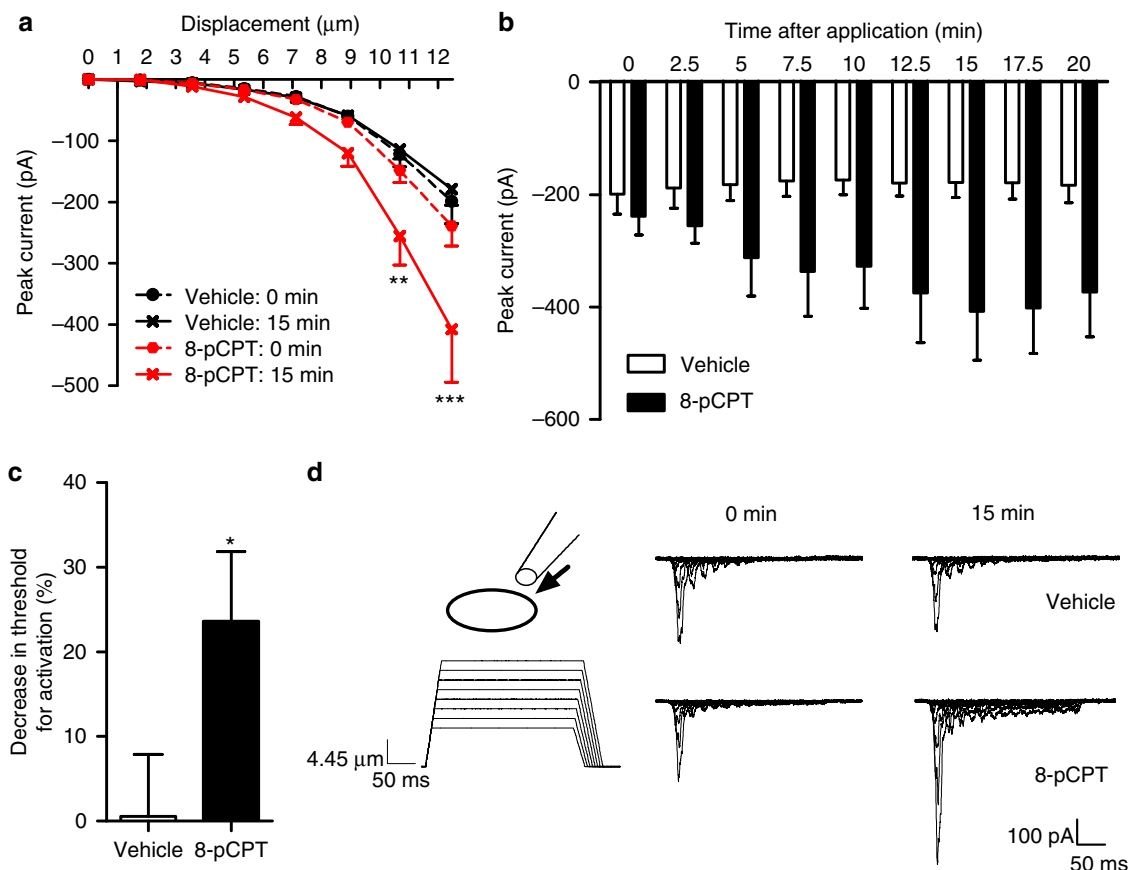 a
Displacement (μm)
0 1 2 3 4 5 6 7 8 9 10 11 12
Peak current (pA)
–100
–200
–300
–400
–500
**
***
Vehicle: 0 min
Vehicle: 15 min
8-pCPT: 0 min
8-pCPT: 15 min
b
Time after application (min)
0 2.5 5 7.5 10 12.5 15 17.5 20
Peak current (pA)
0
–200
–400
–600
Vehicle
8-pCPT
c
Decrease in threshold
for activation (%)
40
30
20
10
0
*
Vehicle 8-pCPT
d
0 min 15 min
Vehicle
4.45 μm
50 ms
8-pCPT
100 pA
50 ms